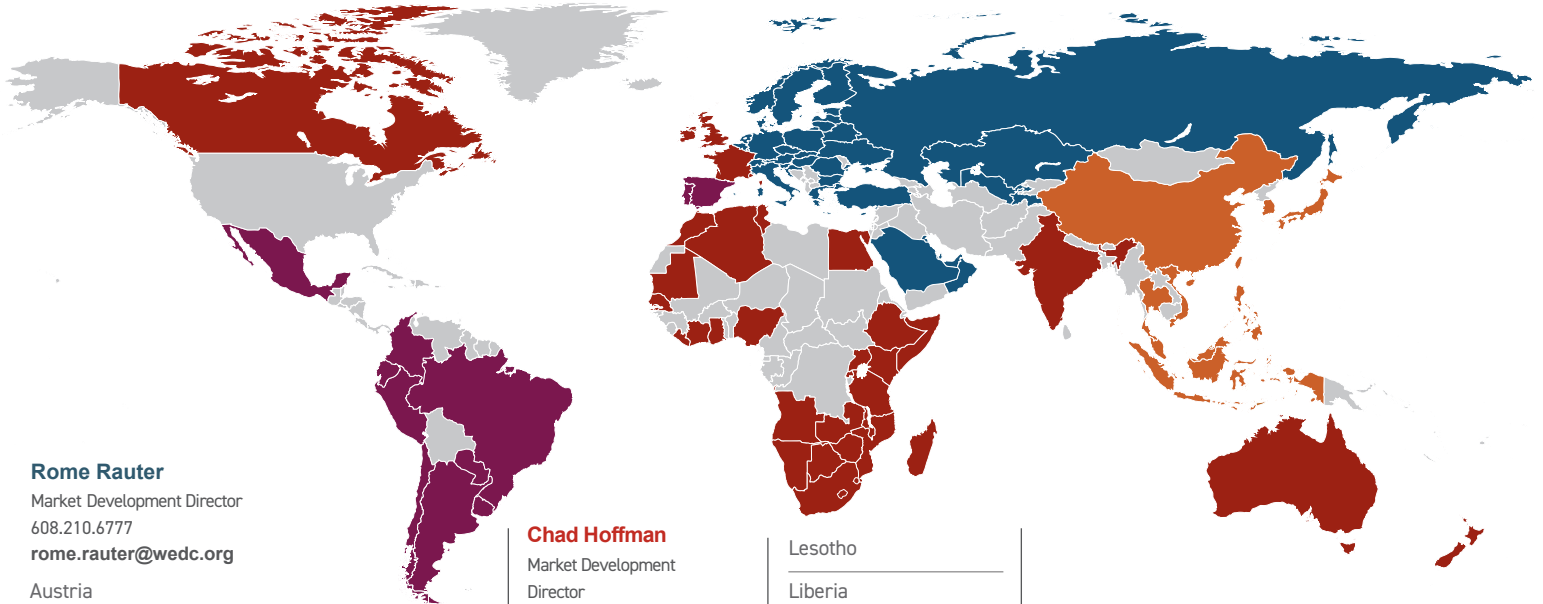 Rome Rauter
Market Development Director
608.210.6777
rome.rauter@wedc.org
Austria
Chad Hoffman
Market Development
Director
Lesotho
Liberia